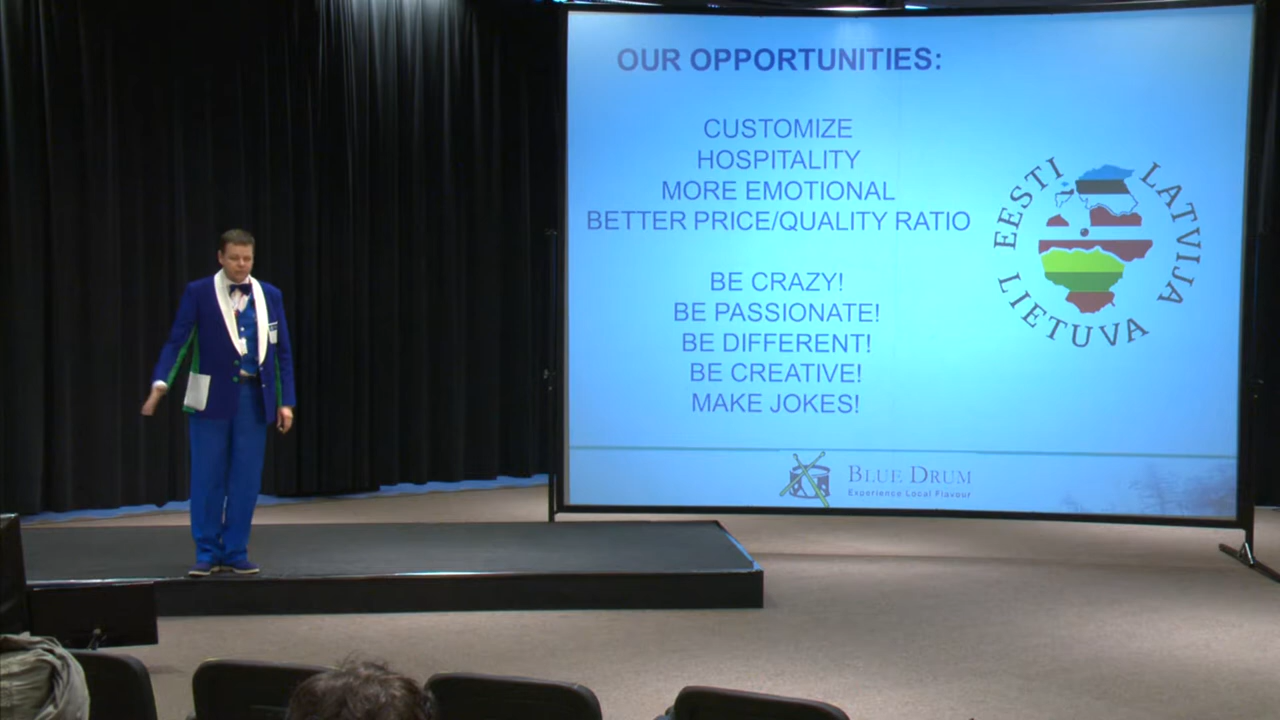 OUR OPPORTUNITIES:
CUSTOMIZE
HOSPITALITY
MORE EMOTIONAL
BETTER PRICE/QUALITY RATIO
BE CRAZY!
BE PASSIONATE!
BE DIFFERENT!
BE CREATIVE!
MAKE JOKES!
EESTI
LATVIJA
LIETUVA
BLUE DRUM
Experience Local Flavour